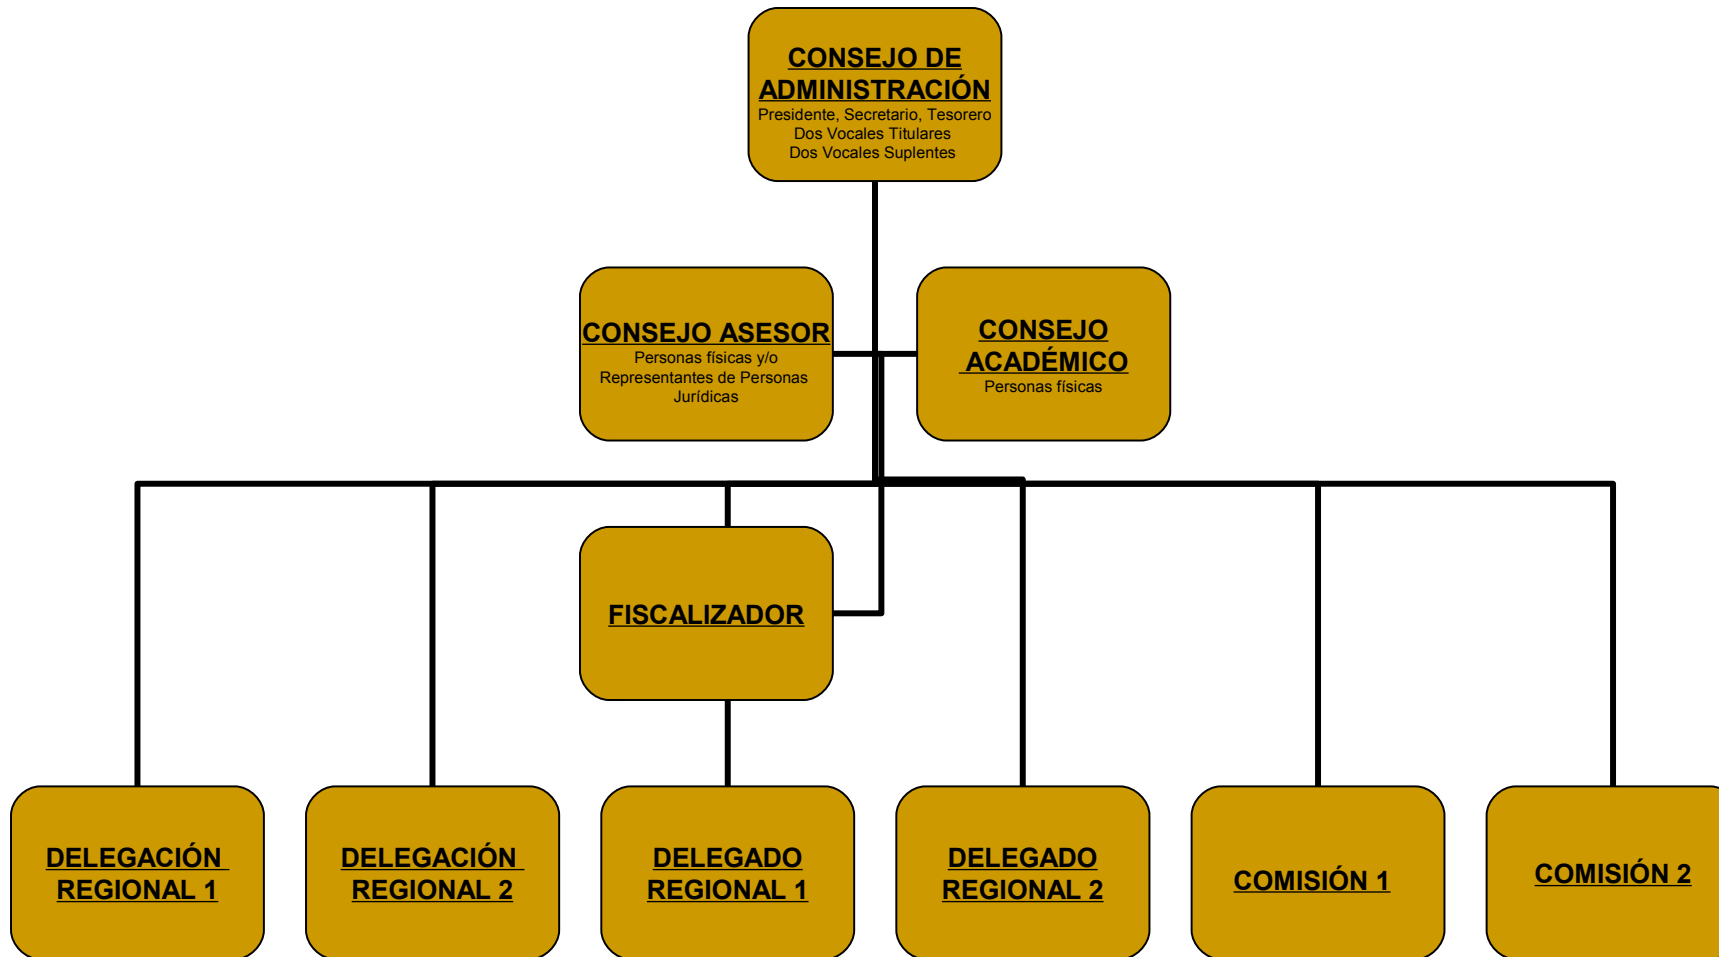 CONSEJO DE
ADMINISTRACIÓN
Presidente, Secretario, Tesorero
Dos Vocales Titulares
Dos Vocales Suplentes
CONSEJO ASESOR
Personas físicas y/o
Representantes de Personas
Jurídicas
CONSEJO
ACADÉMICO
Personas físicas
FISCALIZADOR
DELEGACIÓN
REGIONAL 1
DELEGACIÓN
REGIONAL 2
DELEGADO
REGIONAL 1
DELEGADO
REGIONAL 2
COMISIÓN 1
COMISIÓN 2